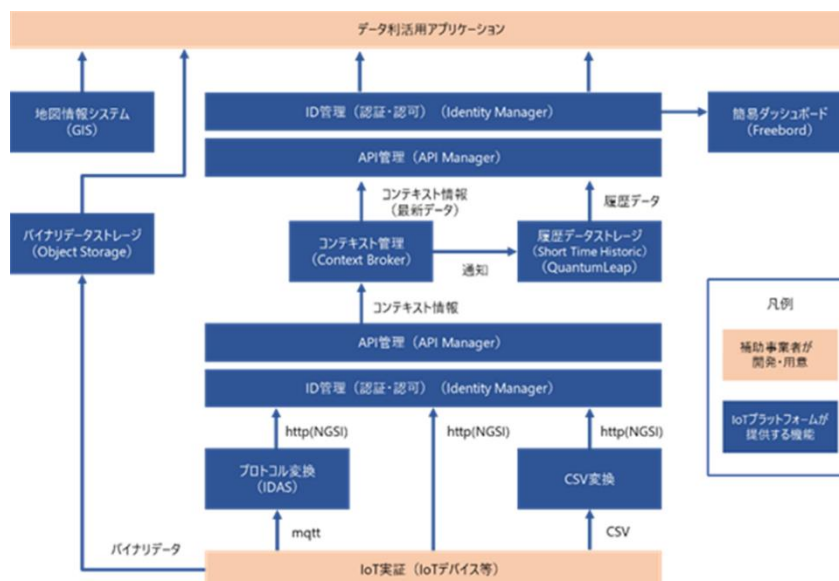 データ利活用アプリケーション
地図情報システム
（GIS）
ID管理（認証・認可）（Identity Manager）
簡易ダッシュボード
（Freebord）
API管理（API Manager）
コンテキスト情報
（最新データ）
履歴データ
バイナリデータストレージ
（Object Storage）
コンテキスト管理
（Context Broker）
通知
履歴データストレージ
（Short Time Historic）
（QuantumLeap）
コンテキスト情報
凡例
補助事業者が
開発・用意
IoTプラットフォームが
提供する機能
API管理（API Manager）
ID管理（認証・認可）（Identity Manager）
http(NGSI)
http(NGSI)
http(NGSI)
プロトコル変換
（IDAS）
CSV変換
mqtt
CSV
バイナリデータ
IoT実証（IoTデバイス等）